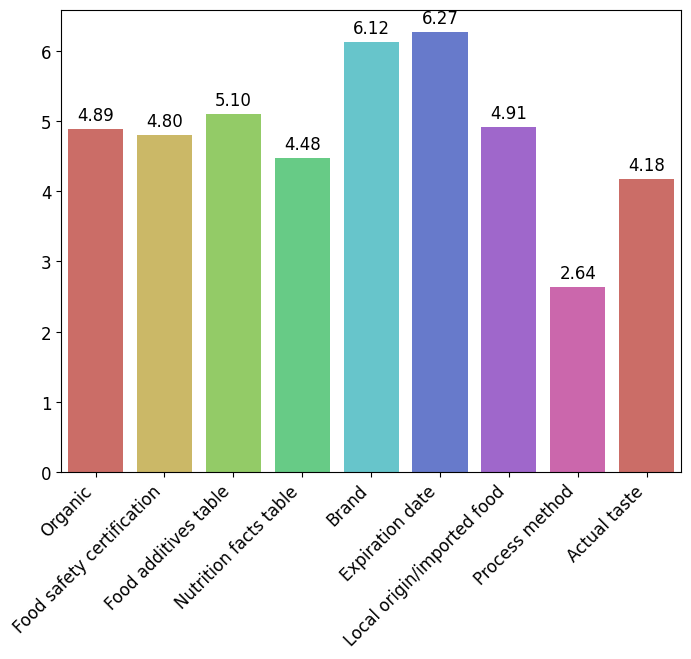 4.89
4.80
5.10
4.48
6.12
6.27
4.91
2.64
4.18
6
5
4
3
2
1
0
Organic
Food safety certification
Food additives table
Nutrition facts table
Brand
Expiration date
Local origin/imported food
Process method
Actual taste